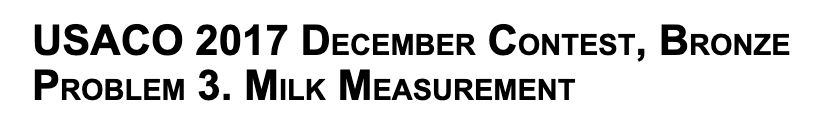 USACO 2017 December Contest, Bronze
Problem 3. Milk Measurement